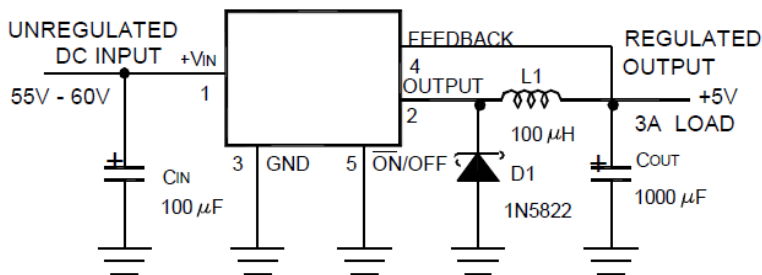 UNREGULATED
DC INPUT
+VIN
55V - 60V
1
FEEDBACK
4
OUTPUT
2
L1
100 μH
REGULATED
OUTPUT
+5V
3A LOAD
3 GND
5 ON/OFF
+
CIN
100 μF
D1
1N5822
+
COUT
1000 μF